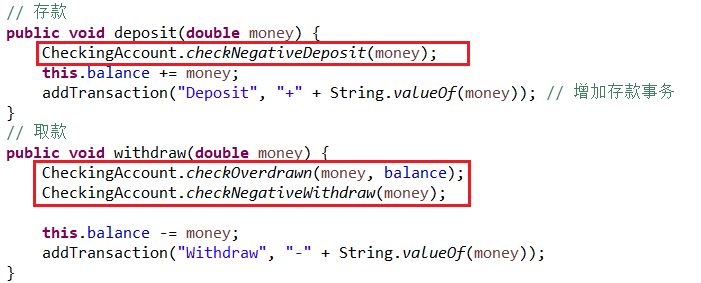 // 存款
public void deposit(double money) {
    CheckingAccount.checkNegativeDeposit(money);
    this.balance += money;
    addTransaction("Deposit", "+" + String.valueOf(money)); // 增加存款事务
}
// 取款
public void withdraw(double money) {
    CheckingAccount.checkOverdrawn(money, balance);
    CheckingAccount.checkNegativeWithdraw(money);
    this.balance -= money;
    addTransaction("Withdraw", "-" + String.valueOf(money));
}